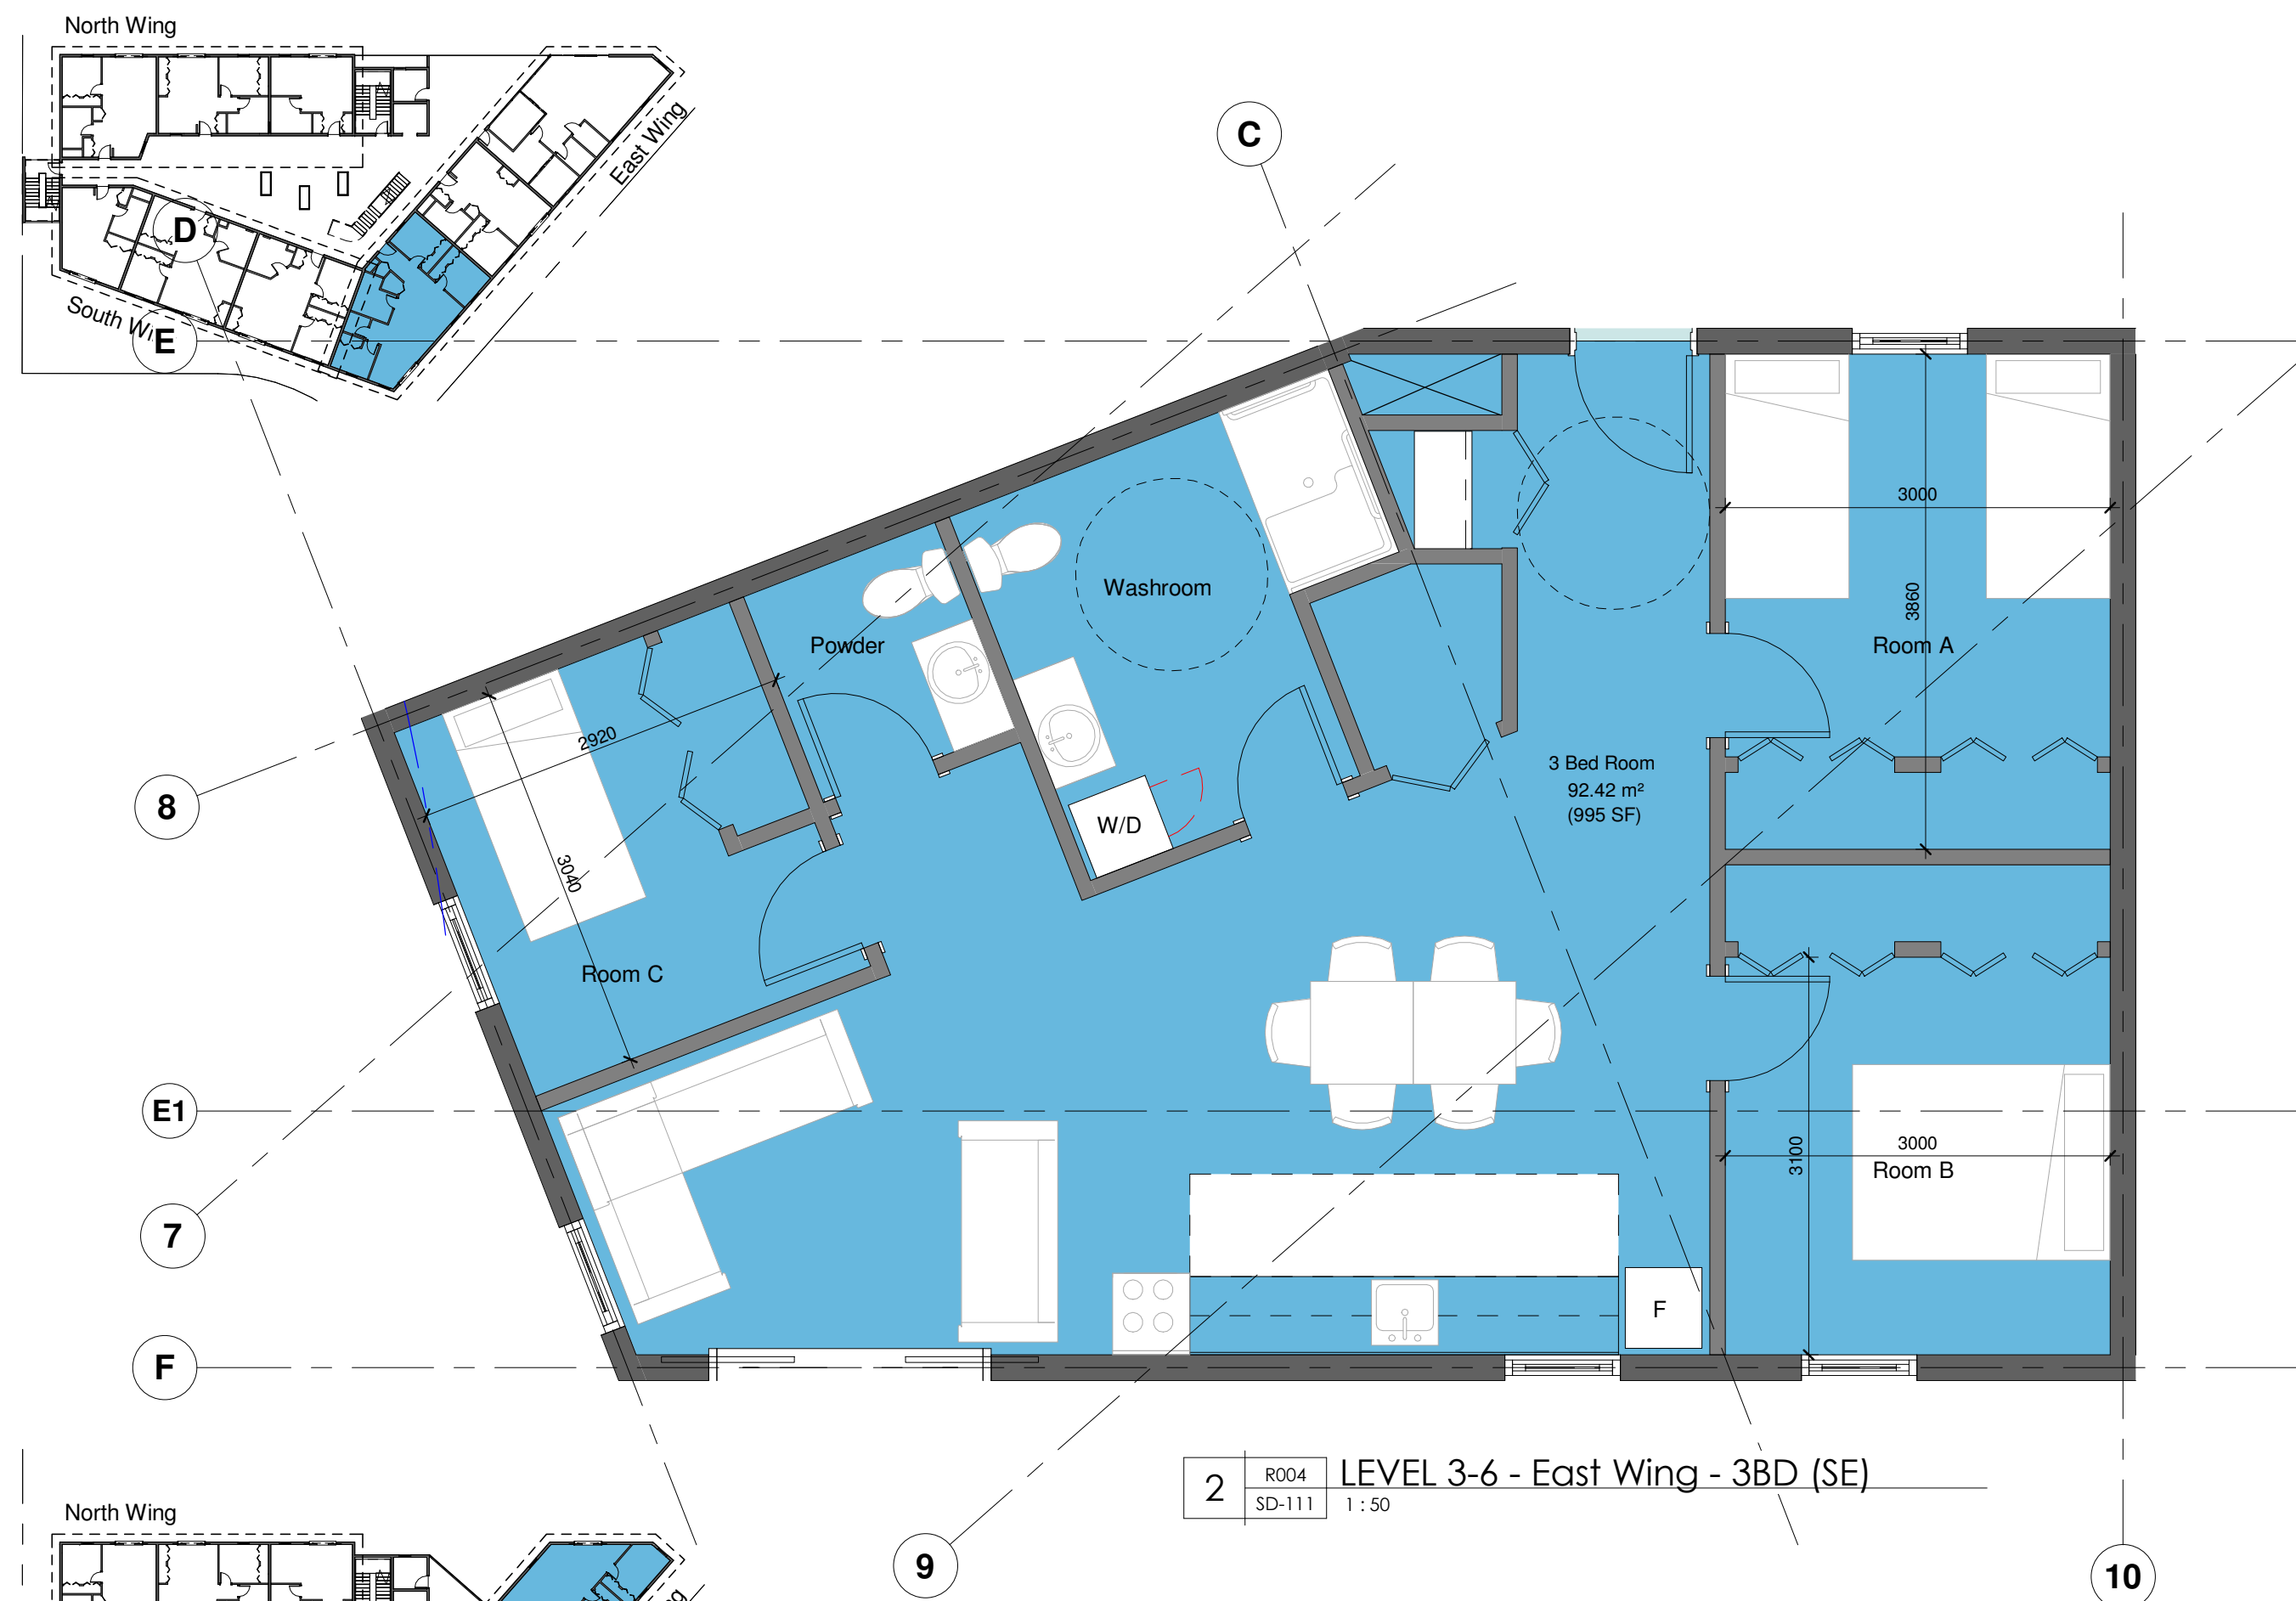 North Wing
East Wing
South Wi
C
D
E
3000
3860
Washroom
Powder
Room A
2920
3 Bed Room
92.42 m²
(995 SF)
8
W/D
3040
Room C
E1
3100
3000
Room B
7
F
F
2
R004
SD-111
LEVEL 3-6 - East Wing - 3BD (SE)
1 : 50
North Wing
9
10